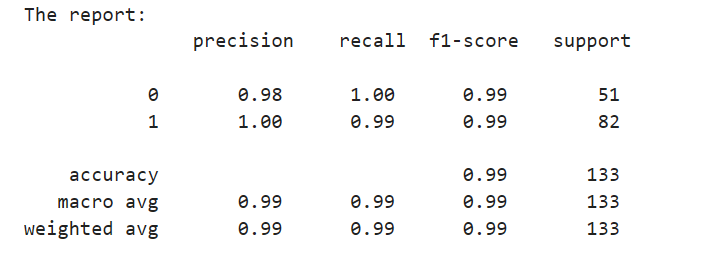 The report:
precision recall f1-score support
0 0.98 1.00 0.99 51
1 1.00 0.99 0.99 82
accuracy 0.99 133
macro avg 0.99 0.99 0.99 133
weighted avg 0.99 0.99 0.99 133